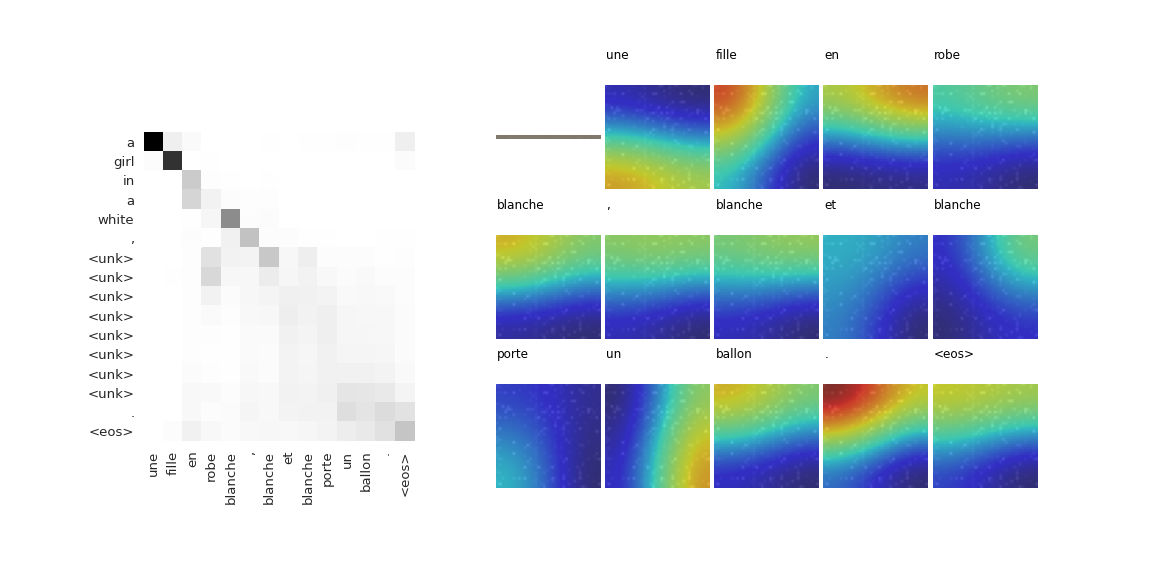 a
girl
in
a
white
,
<unk>
<unk>
<unk>
<unk>
<unk>
<unk>
<unk>
<unk>
.
<eos>
une
fille
en
robe
blanche
,
blanche
et
blanche
porte
un
ballon
.
<eos>
une fille en robe
blanche , blanche et blanche
porte un ballon . <eos>